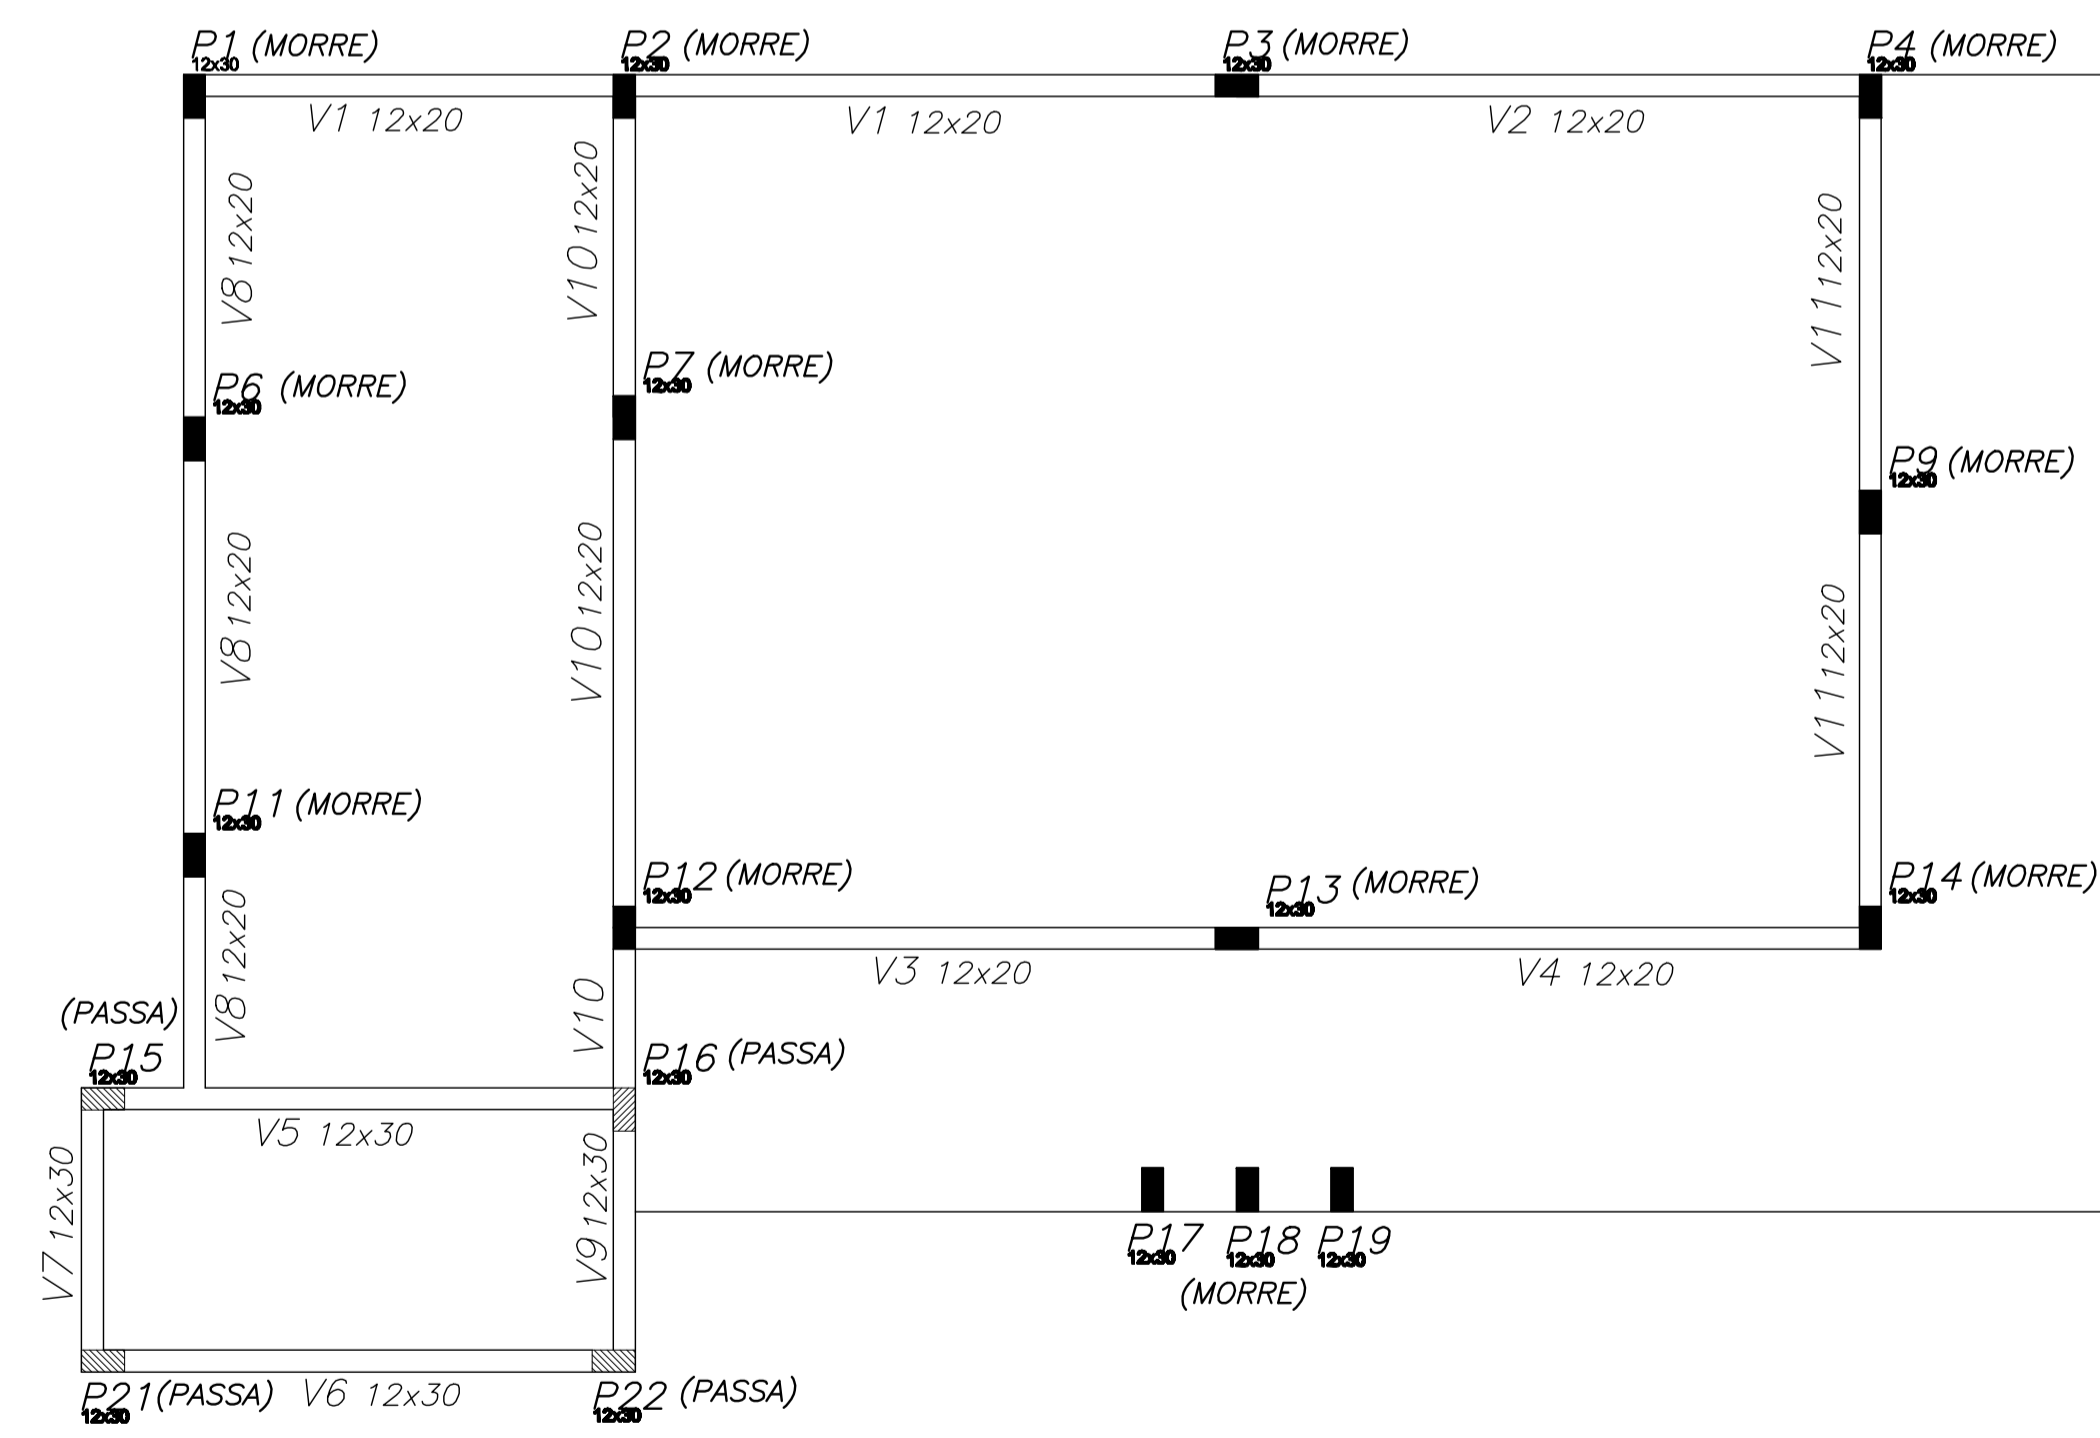 P1 (MORRE)
12x30
P2 (MORRE)
12x30
P3 (MORRE)
12x30
P4 (MORRE)
12x30
V1 12x20
V1 12x20
V2 12x20
V8 12x20
V10 12x20
V11 12x20
P6 (MORRE)
12x30
P7 (MORRE)
12x30
P9 (MORRE)
12x30
V8 12x20
V10 12x20
V11 12x20
P11 (MORRE)
12x30
P12 (MORRE)
12x30
P13 (MORRE)
12x30
P14 (MORRE)
12x30
V8 12x20
V10
V3 12x20
V4 12x20
(PASSA)
P15
12x30
P16 (PASSA)
12x30
V5 12x30
V7 12x30
V9 12x30
P17
12x30
P18
12x30
P19
12x30
(MORRE)
P21 (PASSA)
12x30
V6 12x30
P22 (PASSA)
12x30